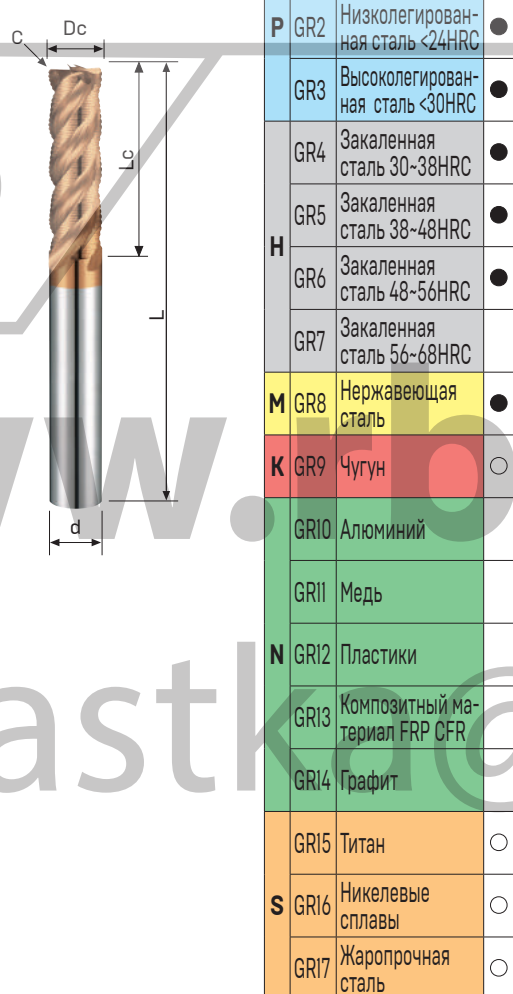 C
Dc
Lc
L
d
P
GR2
Низколегирован-
ная сталь <24HRC
GR3
Высоколегирован-
ная сталь <30HRC
H
GR4
Закаленная
сталь 30~38HRC
GR5
Закаленная
сталь 38~48HRC
GR6
Закаленная
сталь 48~56HRC
GR7
Закаленная
сталь 56~68HRC
M
GR8
Нержавеющая
сталь
K
GR9
Чугун
N
GR10
Алюминий
GR11
Медь
GR12
Пластики
GR13
Композитный ма-
териал FRP CFR
GR14
Графит
S
GR15
Титан
GR16
Никелевые
сплавы
GR17
Жаропрочная
сталь
w.rb
astka@